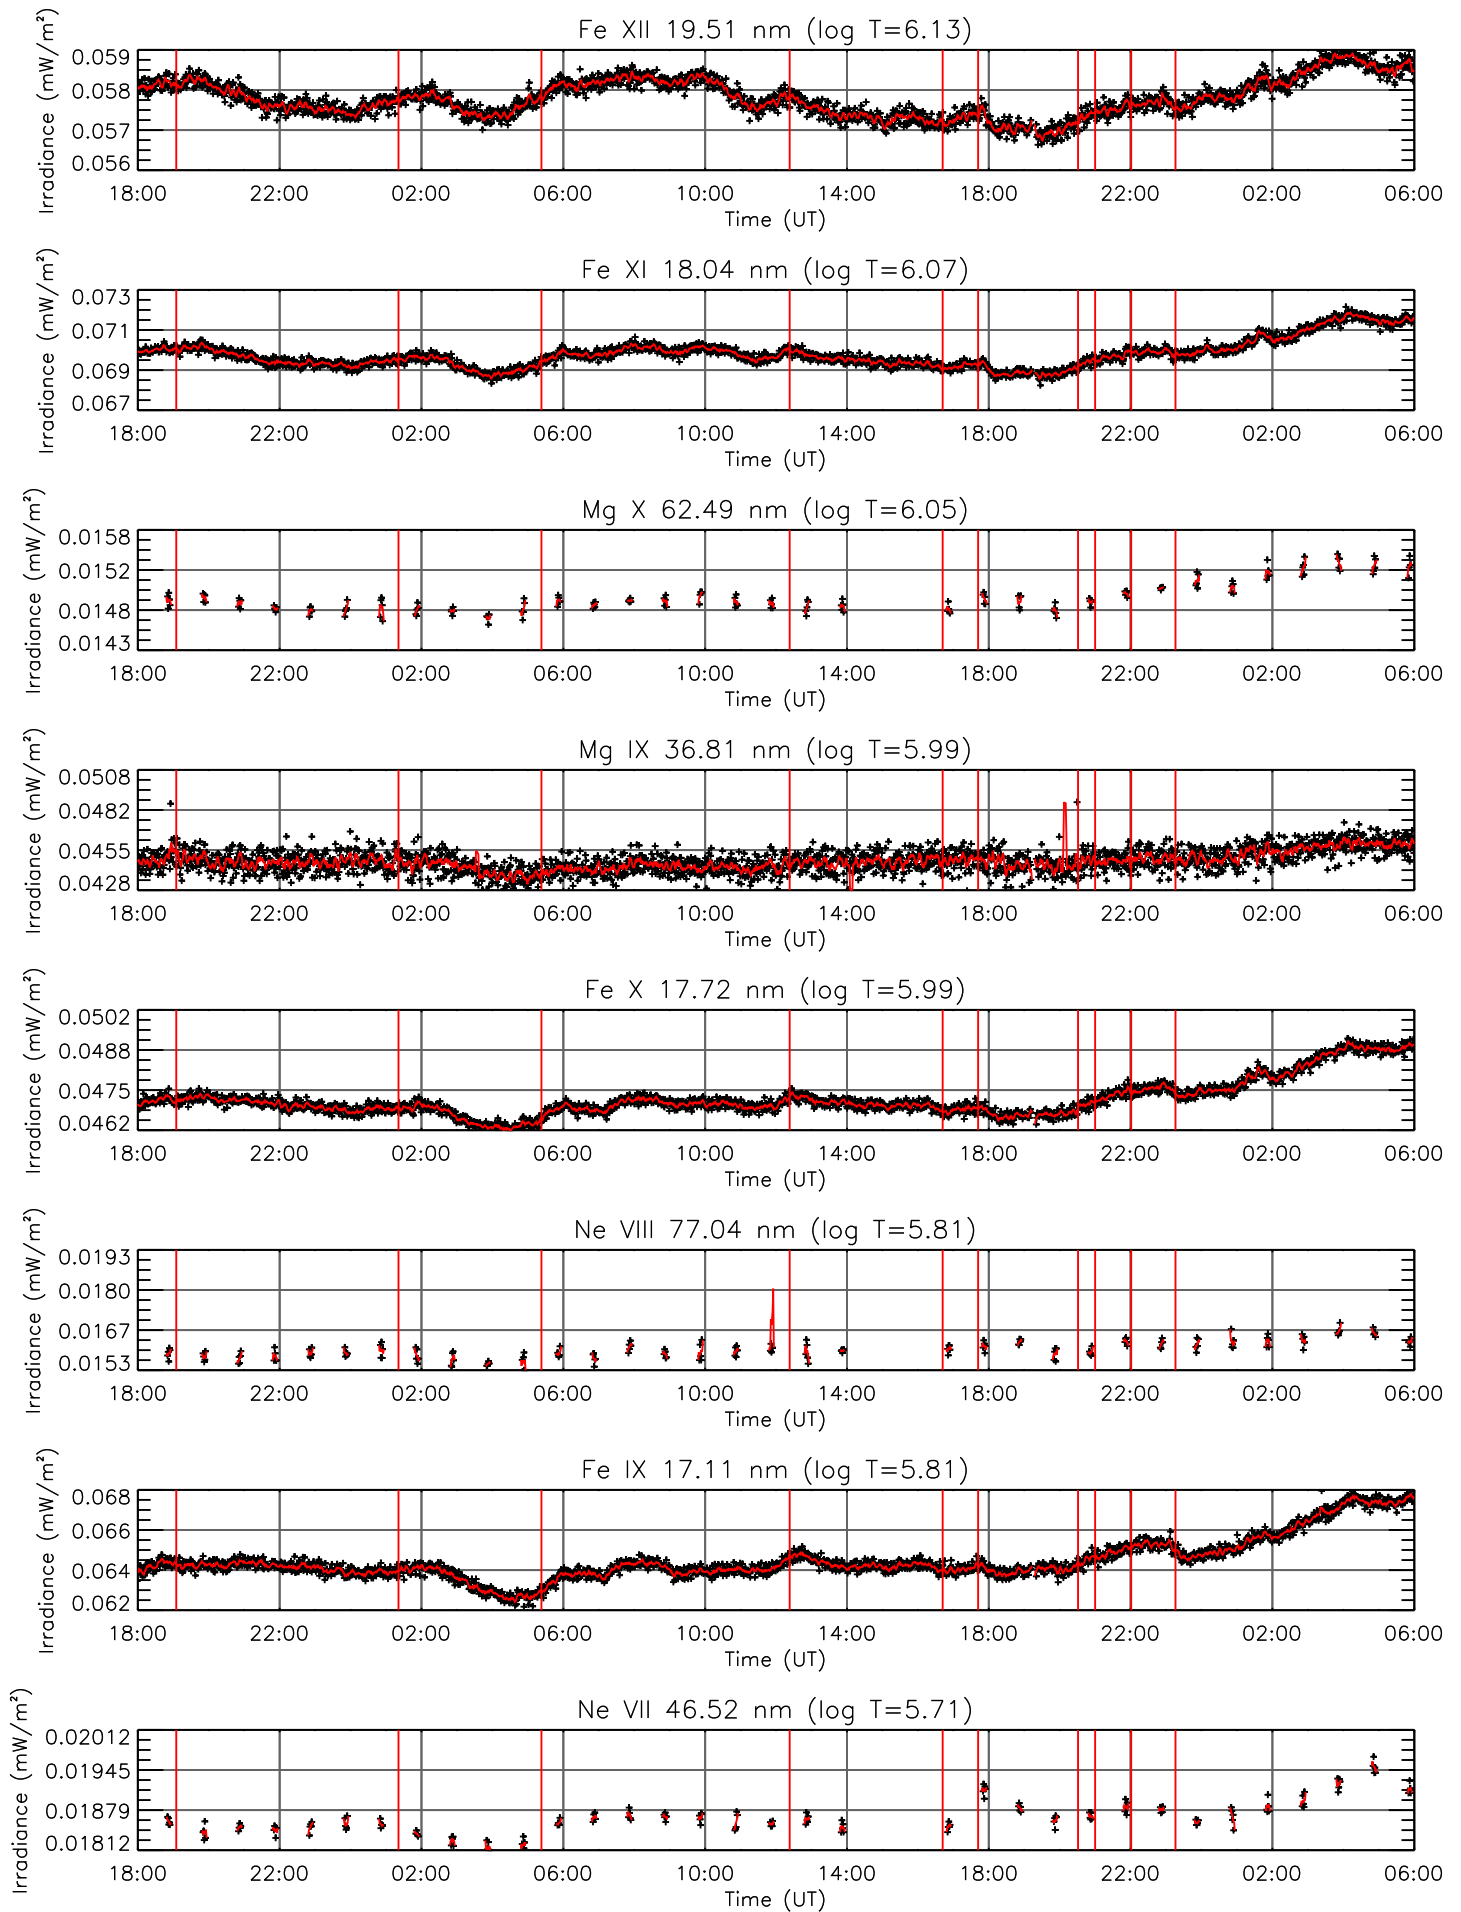 Fe XII 19.51 nm (log T=6.13)
Irradiance (mW/m²)
0.059
0.058
0.057
0.056
18:00 22:00 02:00 06:00 10:00 14:00 18:00 22:00 02:00 06:00
Time (UT)
Fe XI 18.04 nm (log T=6.07)
Irradiance (mW/m²)
0.073
0.071
0.069
0.067
18:00 22:00 02:00 06:00 10:00 14:00 18:00 22:00 02:00 06:00
Time (UT)
Mg X 62.49 nm (log T=6.05)
Irradiance (mW/m²)
0.0158
0.0152
0.0148
0.0143
18:00 22:00 02:00 06:00 10:00 14:00 18:00 22:00 02:00 06:00
Time (UT)
Mg IX 36.81 nm (log T=5.99)
Irradiance (mW/m²)
0.0508
0.0482
0.0455
0.0428
18:00 22:00 02:00 06:00 10:00 14:00 18:00 22:00 02:00 06:00
Time (UT)
Fe X 17.72 nm (log T=5.99)
Irradiance (mW/m²)
0.0502
0.0488
0.0475
0.0462
18:00 22:00 02:00 06:00 10:00 14:00 18:00 22:00 02:00 06:00
Time (UT)
Ne VIII 77.04 nm (log T=5.81)
Irradiance (mW/m²)
0.0193
0.0180
0.0167
0.0153
18:00 22:00 02:00 06:00 10:00 14:00 18:00 22:00 02:00 06:00
Time (UT)
Fe IX 17.11 nm (log T=5.81)
Irradiance (mW/m²)
0.068
0.066
0.064
0.062
18:00 22:00 02:00 06:00 10:00 14:00 18:00 22:00 02:00 06:00
Time (UT)
Ne VII 46.52 nm (log T=5.71)
Irradiance (mW/m²)
0.02012
0.01945
0.01879
0.01812
18:00 22:00 02:00 06:00 10:00 14:00 18:00 22:00 02:00 06:00
Time (UT)